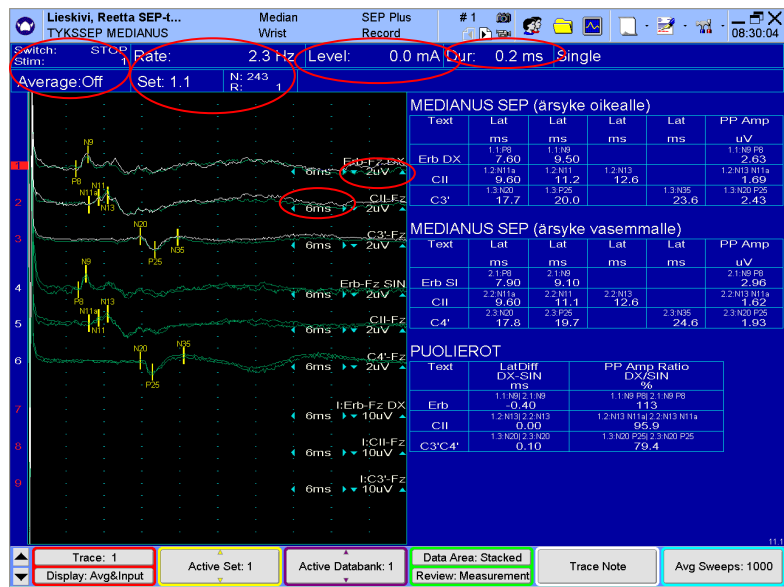 Lieskivi, Reetta SEP-t... Median SEP Plus # 1
TYKSSEP MEDIANUS Wrist Record 08:30:04
Switch: STOP Rate: 2.3 Hz Level: 0.0 mA Dur: 0.2 ms Single
Stim: 1
Average:Off Set: 1.1 N: 243
R: 1
MEDIANUS SEP (ärsyke oikealle)
Text Lat Lat Lat Lat PP Amp
ms ms ms ms uV
1.1:P8 1.1:N9 1.1:N9 P8
Erb DX 7.60 9.50 2.63
1.2:N11a 1.2:N11 1.2:N13 1.2:N13 N11a
CII 9.60 11.2 12.6 1.69
1.3:N20 1.3:P25 1.3:N35 1.3:N20 P25
C3' 17.7 20.0 23.6 2.43
MEDIANUS SEP (ärsyke vasemmalle)
Text Lat Lat Lat Lat PP Amp
ms ms ms ms uV
2.1:P8 2.1:N9 2.1:N9 P8
Erb SI 7.90 9.10 2.96
2.2:N11a 2.2:N11 2.2:N13 2.2:N13 N11a
CII 9.60 11.1 12.6 1.62
2.3:N20 2.3:P25 2.3:N35 2.3:N20 P25
C4' 17.8 19.7 24.6 1.93
PUOLIEROT
Text LatDiff PP Amp Ratio
DX-SIN DX/SIN
ms %
1.1:N9| 2.1:N9 1.1:N9 P8| 2.1:N9 P8
Erb -0.40 113
1.2:N13| 2.2:N13 1.2:N13 N11a| 2.2:N13 N11a
CII 0.00 95.9
1.3:N20| 2.3:N20 1.3:N20 P25| 2.3:N20 P25
C3'C4' 0.10 79.4
N9
1 Erb-Fz DX
P8 6ms 2uV
N11
N11a
2 CII-Fz
N13 6ms 2uV
N20
3 C3'-Fz
P25 N35 6ms 2uV
N9
4 Erb-Fz SIN
P8 6ms 2uV
N13
N11a
5 CII-Fz
N11 6ms 2uV
N20 N35
6 C4'-Fz
P25 6ms 2uV
7 I:Erb-Fz DX
6ms 10uV
8 I:CII-Fz
6ms 10uV
9 I:C3'-Fz
6ms 10uV
11.1
Trace: 1
Display: Avg&Input
Active Set: 1
Active Databank: 1
Data Area: Stacked
Review: Measurement
Trace Note
Avg Sweeps: 1000